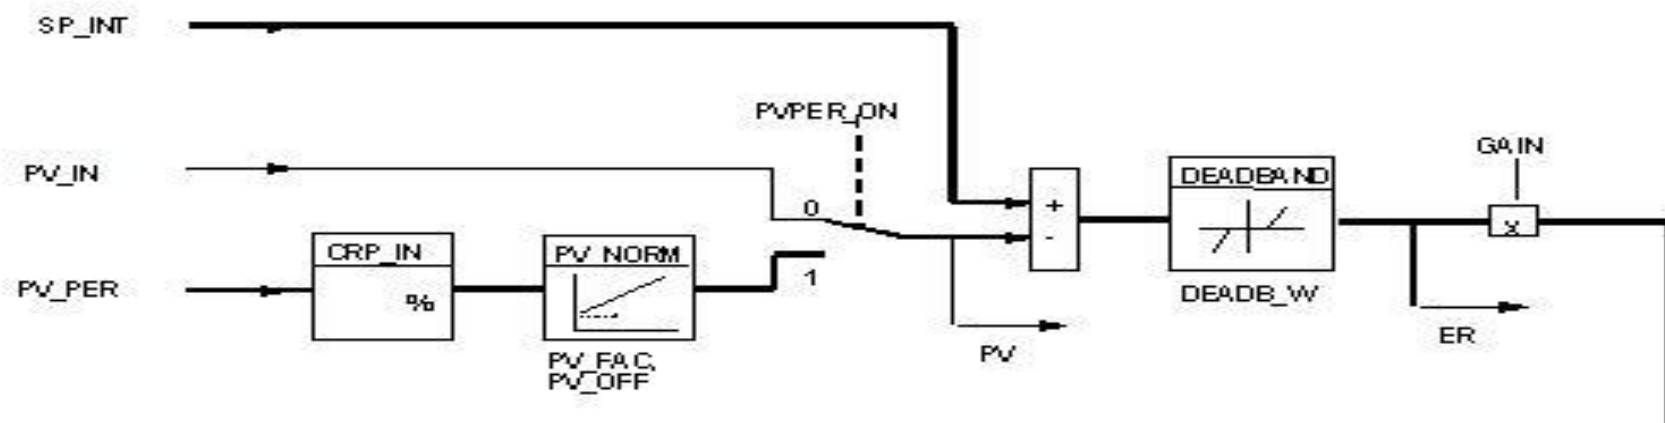 SP_INT
PVPER_ON
GAIN
PV_IN
DEADBAND
0
+
-
X
CRP_IN
PV_NORM
1
PV_PER
%
DEADB_W
ER
PV
PV_FAC,
PV_OFF